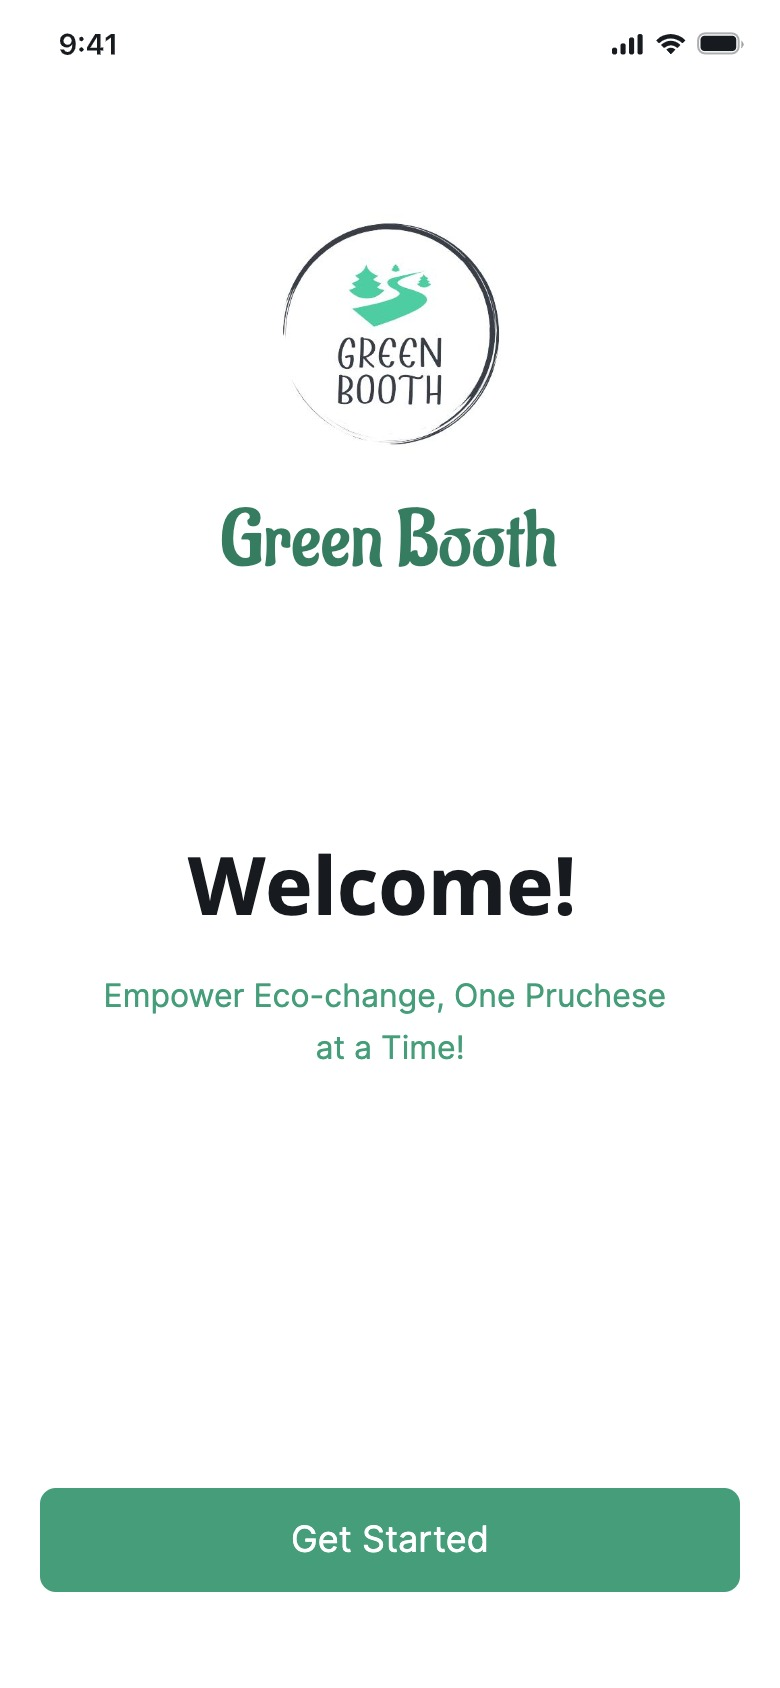 9:41
GREEN
BOOTH
Green Booth
Welcome!
Empower Eco-change, One Pruchese
at a Time!
Get Started